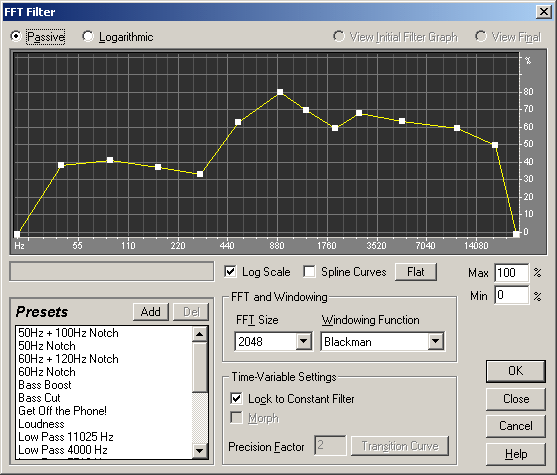 FFT Filter
Passive Logarithmic View Initial Filter Graph View Final
%
80
70
60
50
40
30
20
10
0
Hz 55 110 220 440 880 1760 3520 7040 14080
Log Scale Spline Curves Flat Max 100 %
Min 0 %
Presets Add Del
50Hz + 100Hz Notch
50Hz Notch
60Hz + 120Hz Notch
60Hz Notch
Bass Boost
Bass Cut
Get Off the Phone!
Loudness
Low Pass 11025 Hz
Low Pass 4000 Hz
FFT and Windowing
FFT Size Windowing Function
2048 Blackman
Time-Variable Settings
Lock to Constant Filter
Morph
Precision Factor 2 Transition Curve
OK
Close
Cancel
Help